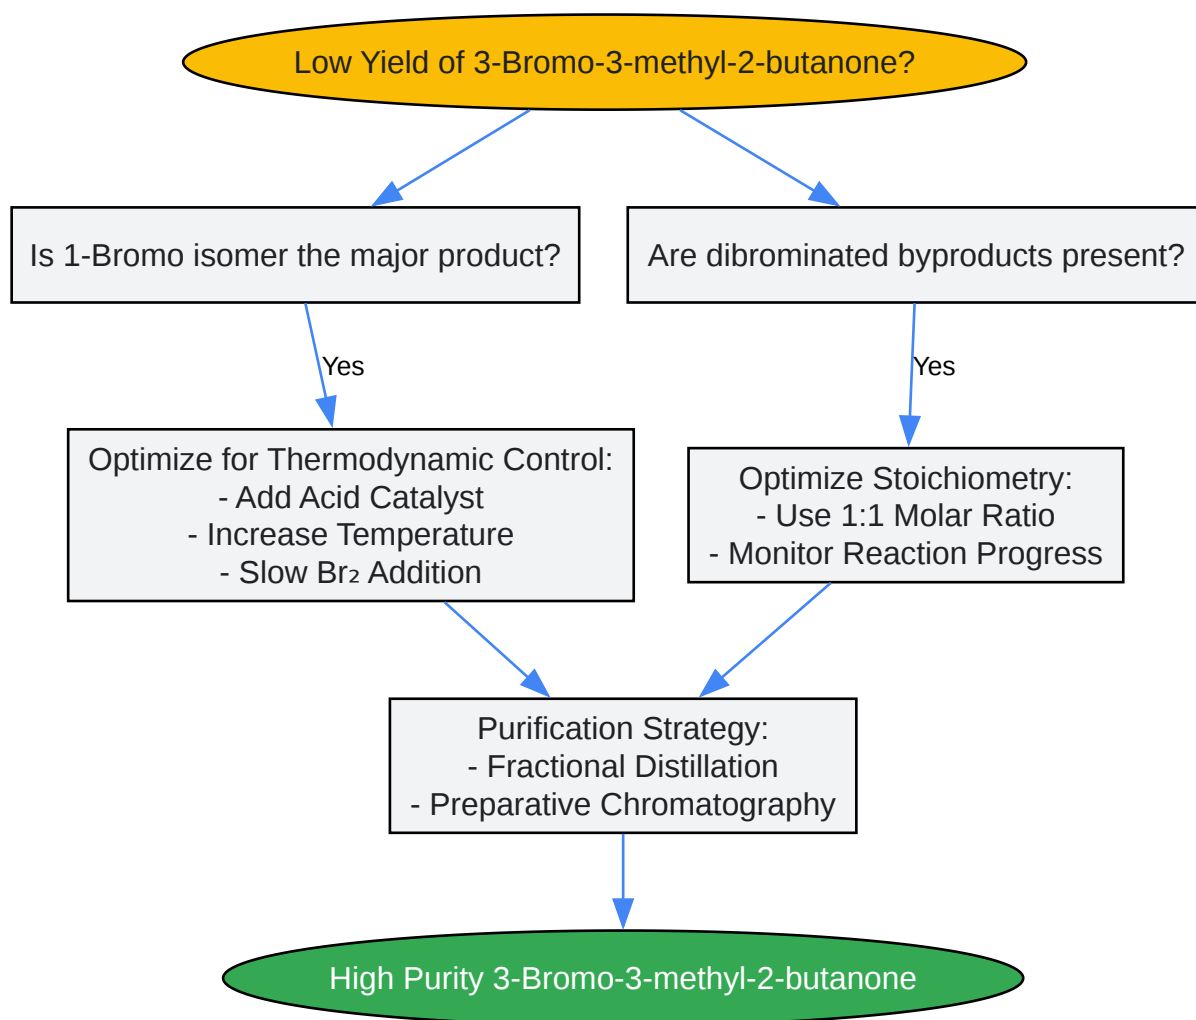 Low Yield of 3-Bromo-3-methyl-2-butanone?
Is 1-Bromo isomer the major product?
Are dibrominated byproducts present?
Yes
Yes
Optimize for Thermodynamic Control:
- Add Acid Catalyst
- Increase Temperature
- Slow Br₂ Addition
Optimize Stoichiometry:
- Use 1:1 Molar Ratio
- Monitor Reaction Progress
Purification Strategy:
- Fractional Distillation
- Preparative Chromatography
High Purity 3-Bromo-3-methyl-2-butanone